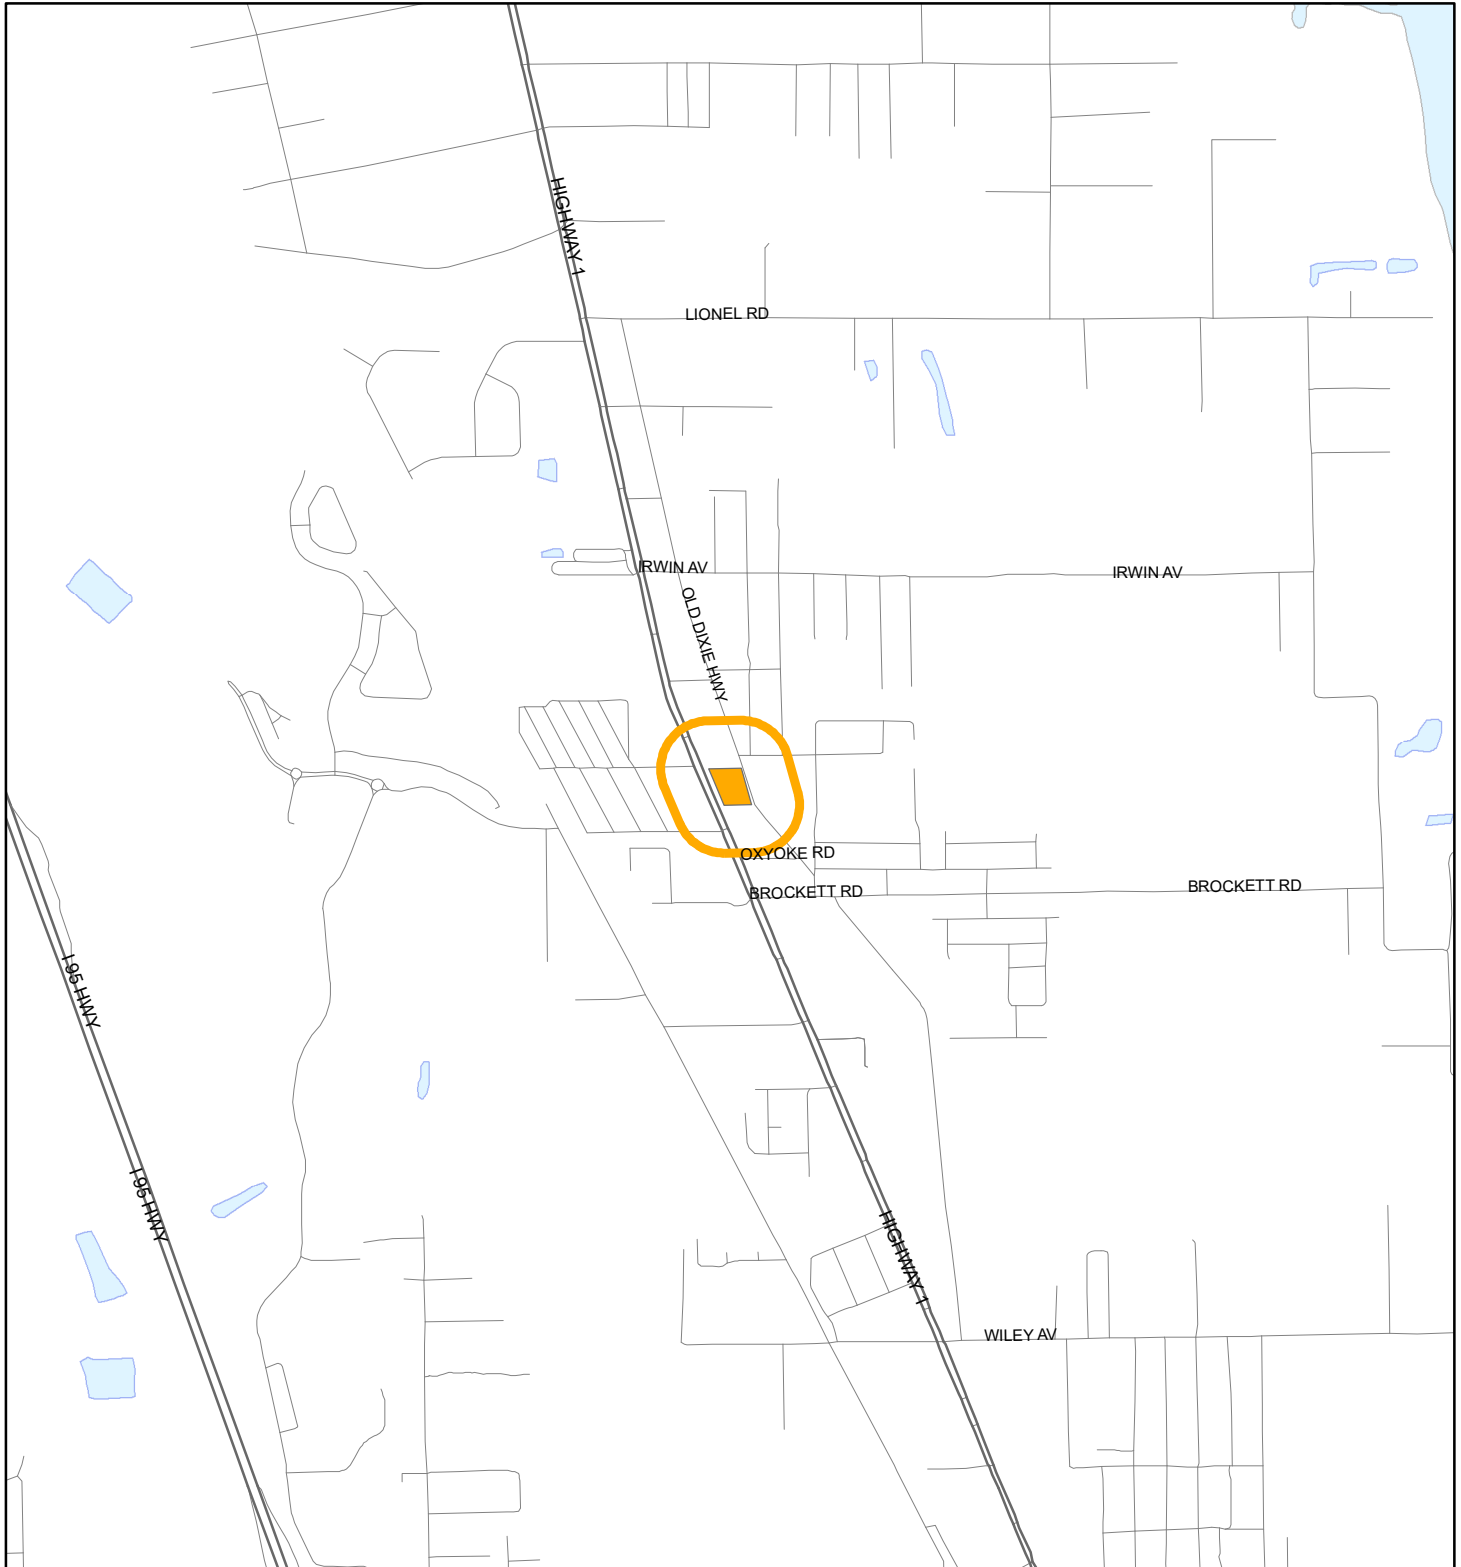 HIGHWAY 1
LIONEL RD
IRWIN AV
IRWIN AV
OLD DIXIE HWY
OXYOKE RD
BROCKETT RD
BROCKETT RD
I 95 HWY
I 95 HWY
HIGHWAY 1
WILEY AV